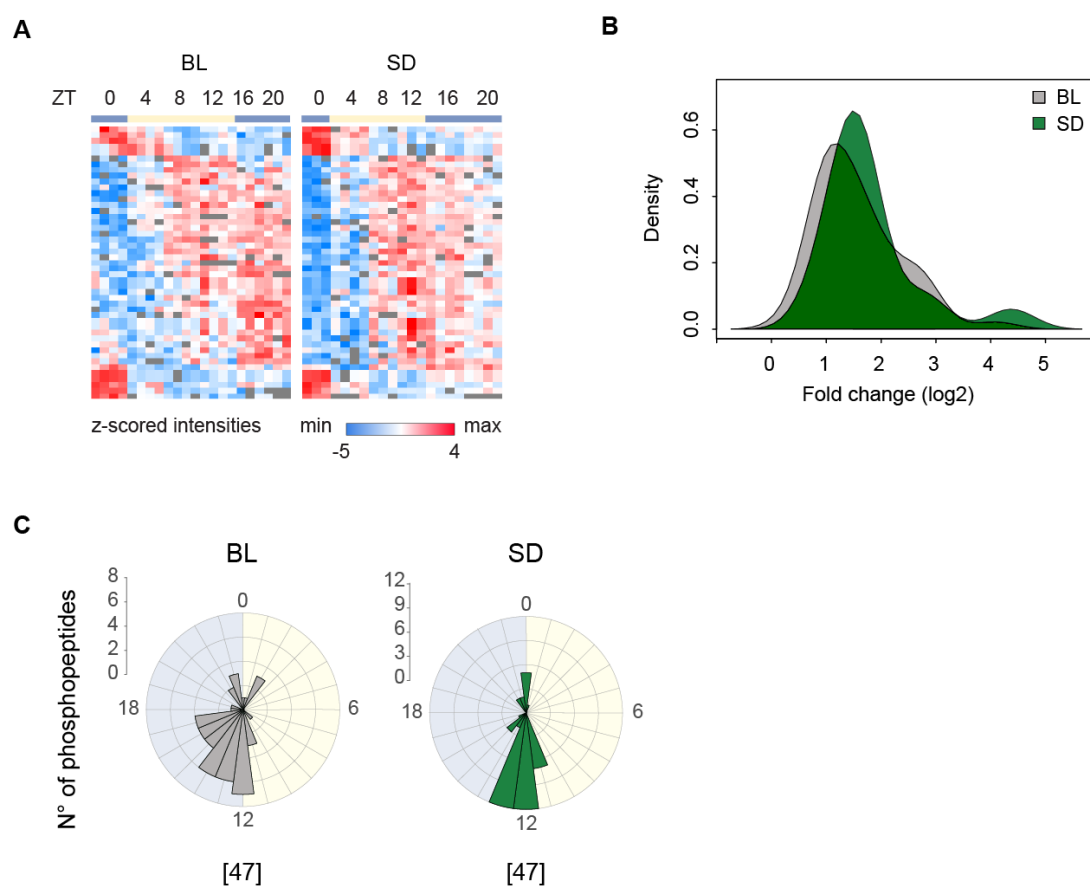 A
BL SD
ZT 0 4 8 12 16 20 0 4 8 12 16 20
z-scored intensities min max
-5 4
B
BL
SD
Density
0.6
0.4
0.2
0.0
0 1 2 3 4 5
Fold change (log2)
C
BL SD
N° of phosphopeptides
8
6
4
2
0
0
18 6
12
[47]
12
9
6
3
0
0
18 6
12
[47]